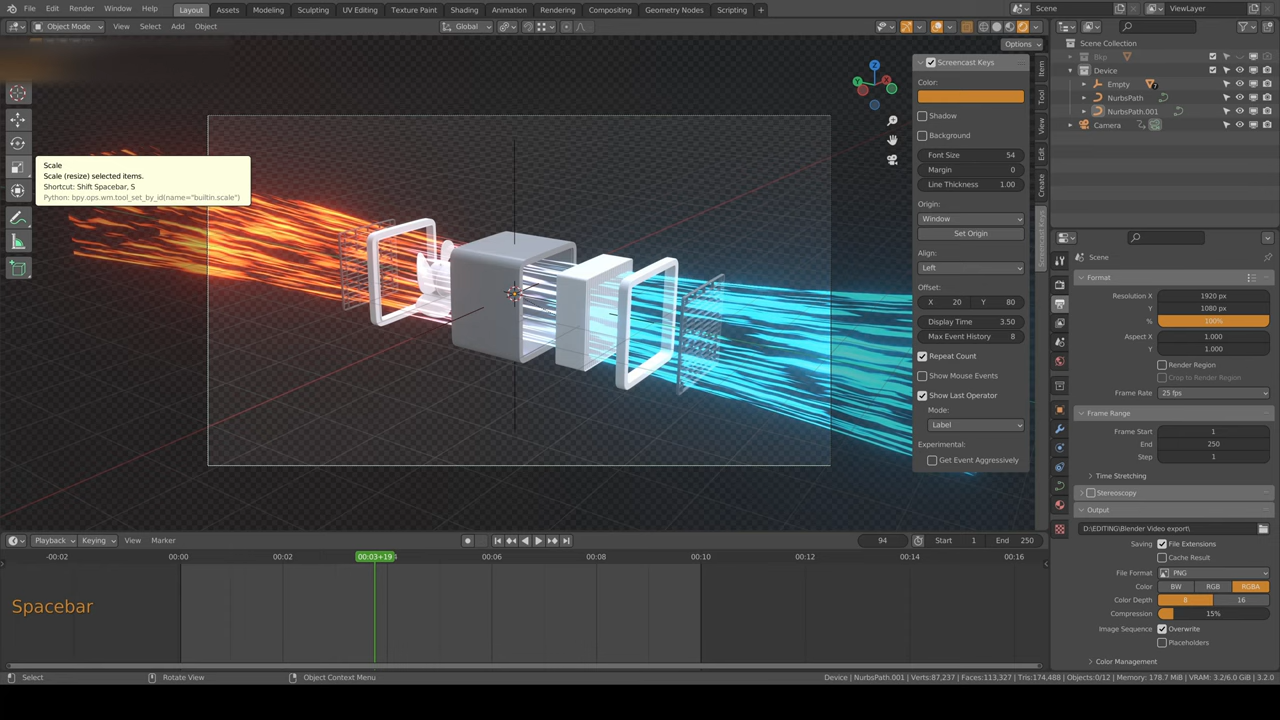 File Edit Render Window Help Layout Assets Modeling Sculpting UV Editing Texture Paint Shading Animation Rendering Compositing Geometry Nodes Scripting Scene ViewLayer
Object Mode View Select Add Object Global
Options
Scene Collection
Bkp
Device
Empty 7
NurbsPath
NurbsPath.001
Camera
Z
Y
X
Item
Tool
View
Edit
Create
Screencast Keys
Scale
Scale (resize) selected items.
Shortcut: Shift Spacebar, S
Python: bpy.ops.wm.tool_set_by_id(name="builtin.scale")
Screencast Keys
Color:
Shadow
Background
Font Size 54
Margin 0
Line Thickness 1.00
Origin:
Window
Set Origin
Align:
Left
Offset:
X 20 Y 80
Display Time 3.50
Max Event History 8
Repeat Count
Show Mouse Events
Show Last Operator
Mode:
Label
Experimental:
Get Event Aggressively
Scene
Format
Resolution X 1920 px
Y 1080 px
% 100%
Aspect X 1.000
Y 1.000
Render Region
Crop to Render Region
Frame Rate 25 fps
Frame Range
Frame Start 1
End 250
Step 1
Time Stretching
Stereoscopy
Output
D:\EDITING\Blender Video export\
Saving File Extensions
Cache Result
File Format PNG
Color BW RGB RGBA
Color Depth 8 16
Compression 15%
Image Sequence Overwrite
Placeholders
Color Management
Playback Keying View Marker 94 Start 1 End 250
-00:02 00:00 00:02 00:03+19 00:06 00:08 00:10 00:12 00:14 00:16
Spacebar
Select Rotate View Object Context Menu Device | NurbsPath.001 | Verts:87,237 | Faces:113,327 | Tris:174,488 | Objects:0/12 | Memory: 178.7 MiB | VRAM: 3.2/6.0 GiB | 3.2.0